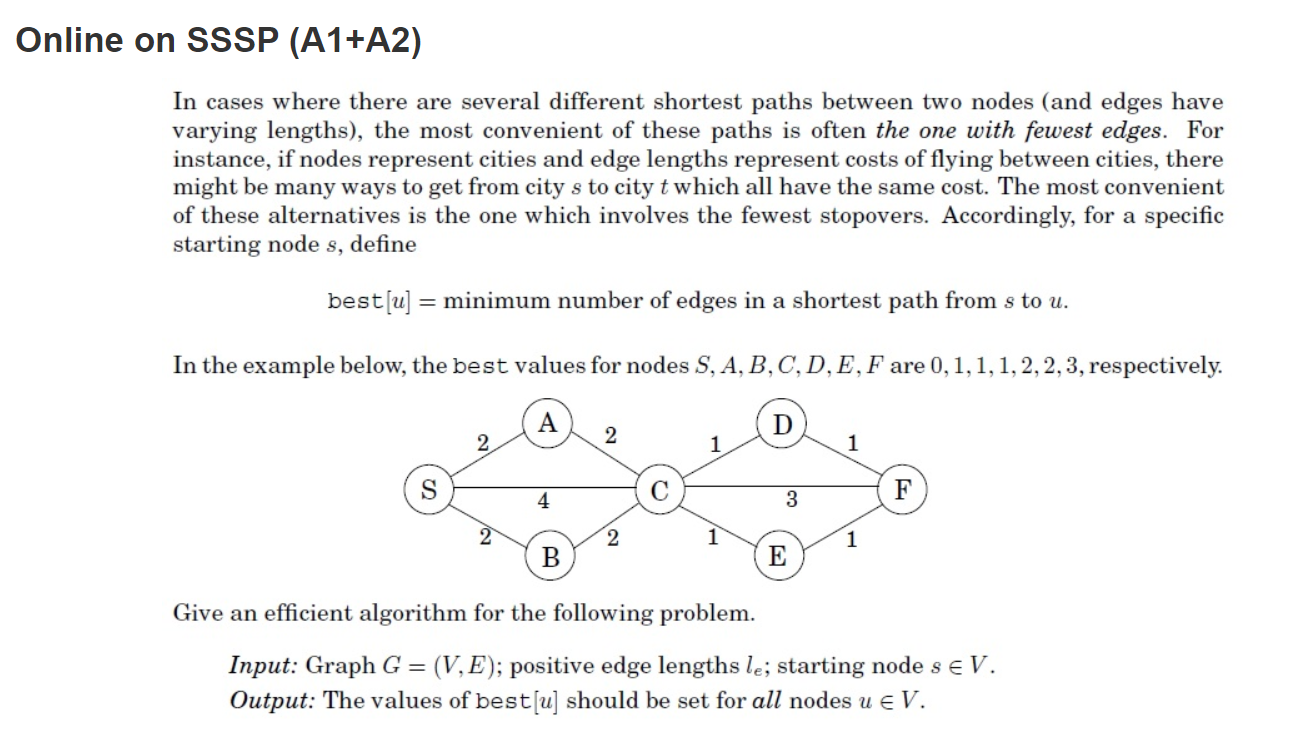 Online on SSSP (A1+A2)
In cases where there are several different shortest paths between two nodes (and edges have
varying lengths), the most convenient of these paths is often the one with fewest edges. For
instance, if nodes represent cities and edge lengths represent costs of flying between cities, there
might be many ways to get from city s to city t which all have the same cost. The most convenient
of these alternatives is the one which involves the fewest stopovers. Accordingly, for a specific
starting node s, define
best[u] = minimum number of edges in a shortest path from s to u.
In the example below, the best values for nodes S, A, B, C, D, E, F are 0, 1, 1, 1, 2, 2, 3, respectively.
A D
2 2 1 1
S C F
4 3
2 2 1 1
B E
Give an efficient algorithm for the following problem.
Input: Graph G = (V, E); positive edge lengths lₑ; starting node s ∈ V.
Output: The values of best[u] should be set for all nodes u ∈ V.